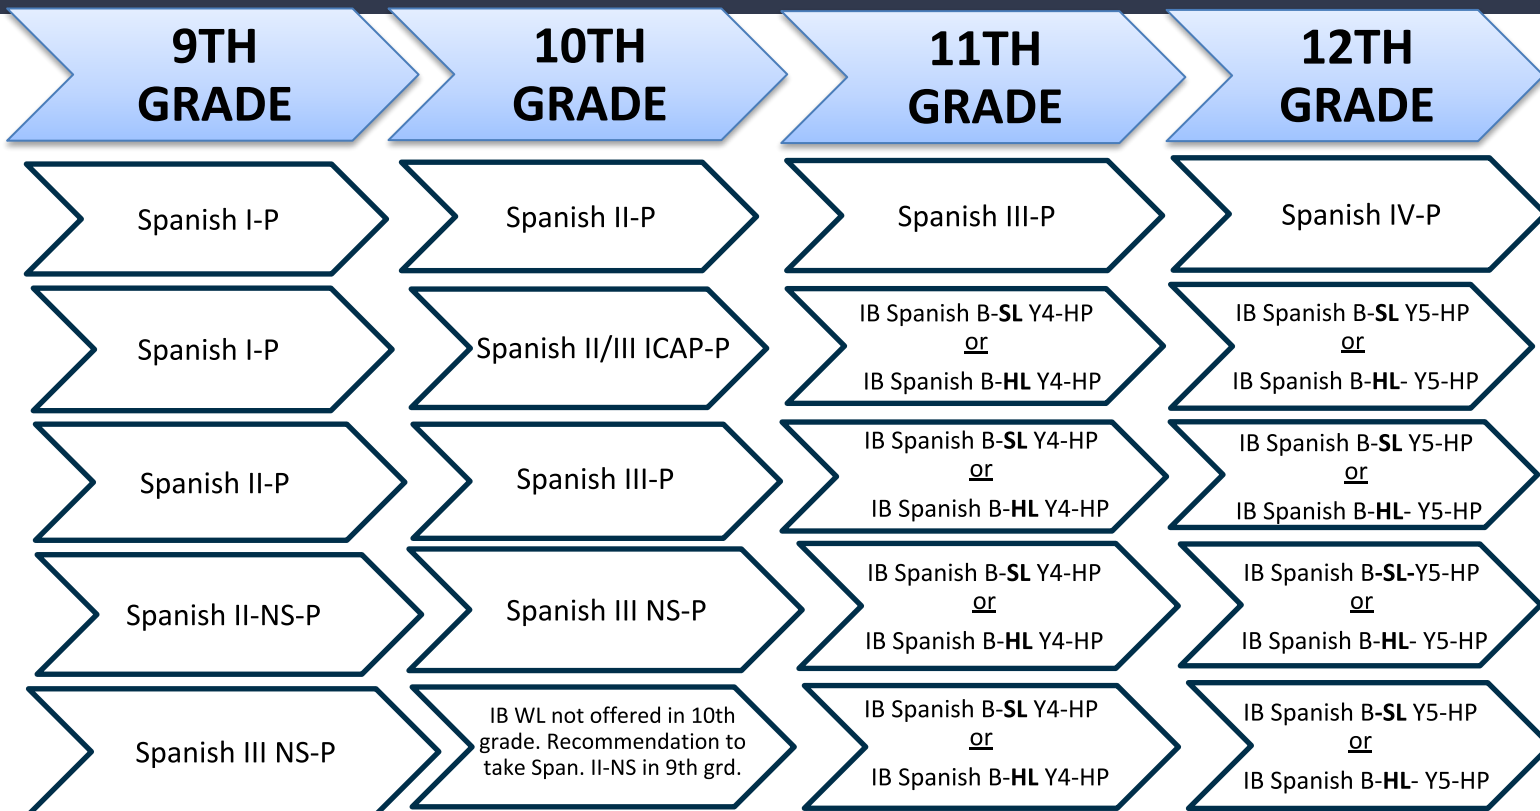 9TH
GRADE
10TH
GRADE
11TH
GRADE
12TH
GRADE
Spanish I-P
Spanish II-P
Spanish III-P
Spanish IV-P
Spanish I-P
Spanish II/III ICAP-P
IB Spanish B-SL Y4-HP
or
IB Spanish B-HL Y4-HP
IB Spanish B-SL Y5-HP
or
IB Spanish B-HL- Y5-HP
Spanish II-P
Spanish III-P
IB Spanish B-SL Y4-HP
or
IB Spanish B-HL Y4-HP
IB Spanish B-SL Y5-HP
or
IB Spanish B-HL- Y5-HP
Spanish II-NS-P
Spanish III NS-P
IB Spanish B-SL Y4-HP
or
IB Spanish B-HL Y4-HP
IB Spanish B-SL-Y5-HP
or
IB Spanish B-HL- Y5-HP
Spanish III NS-P
IB WL not offered in 10th
grade. Recommendation to
take Span. II-NS in 9th grd.
IB Spanish B-SL Y4-HP
or
IB Spanish B-HL Y4-HP
IB Spanish B-SL Y5-HP
or
IB Spanish B-HL- Y5-HP